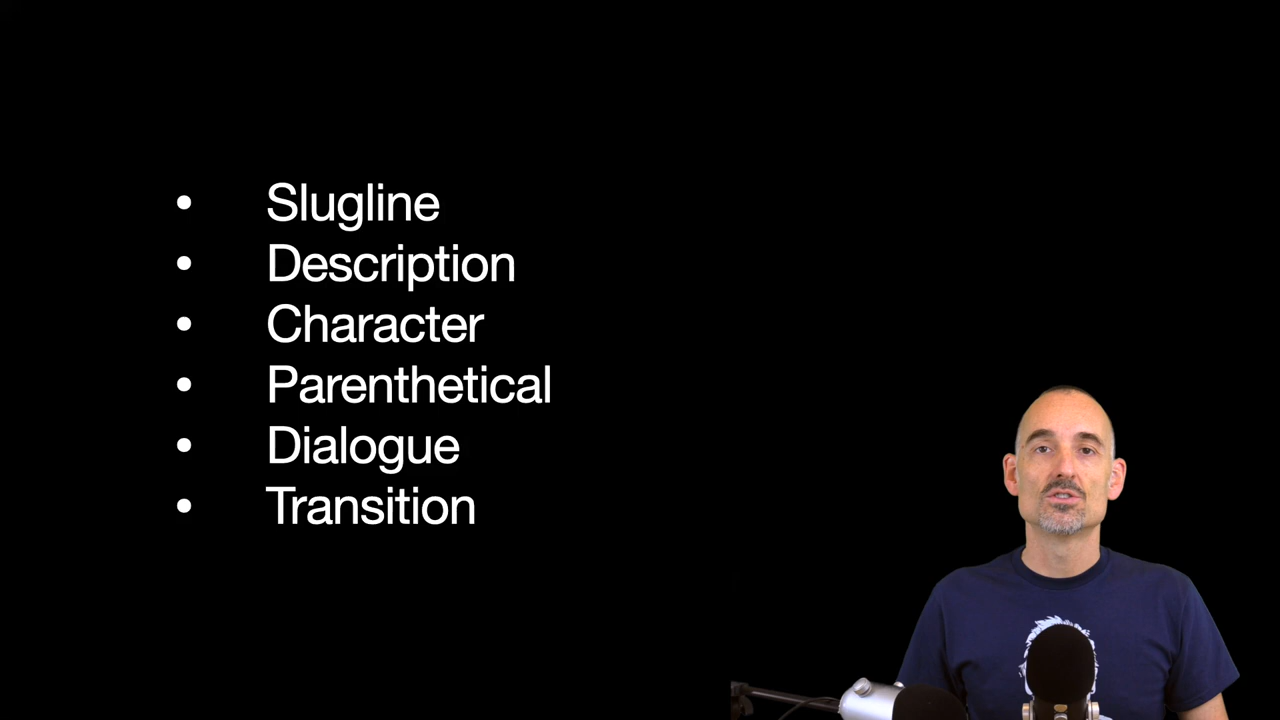 • Slugline
• Description
• Character
• Parenthetical
• Dialogue
• Transition